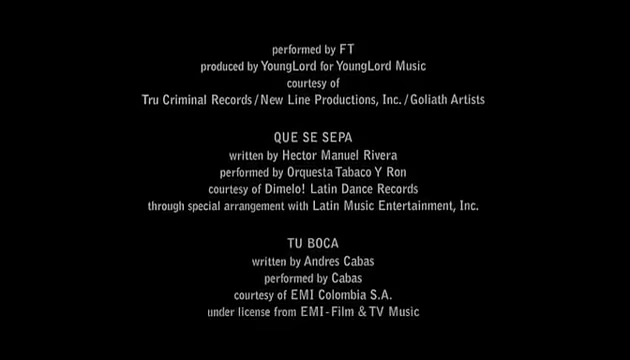 performed by FT
produced by YoungLord for YoungLord Music
courtesy of
Tru Criminal Records/New Line Productions, Inc./Goliath Artists
QUE SE SEPA
written by Hector Manuel Rivera
performed by Orquesta Tabaco Y Ron
courtesy of Dimelo! Latin Dance Records
through special arrangement with Latin Music Entertainment, Inc.
TU BOCA
written by Andres Cabas
performed by Cabas
courtesy of EMI Colombia S.A.
under license from EMI-Film & TV Music